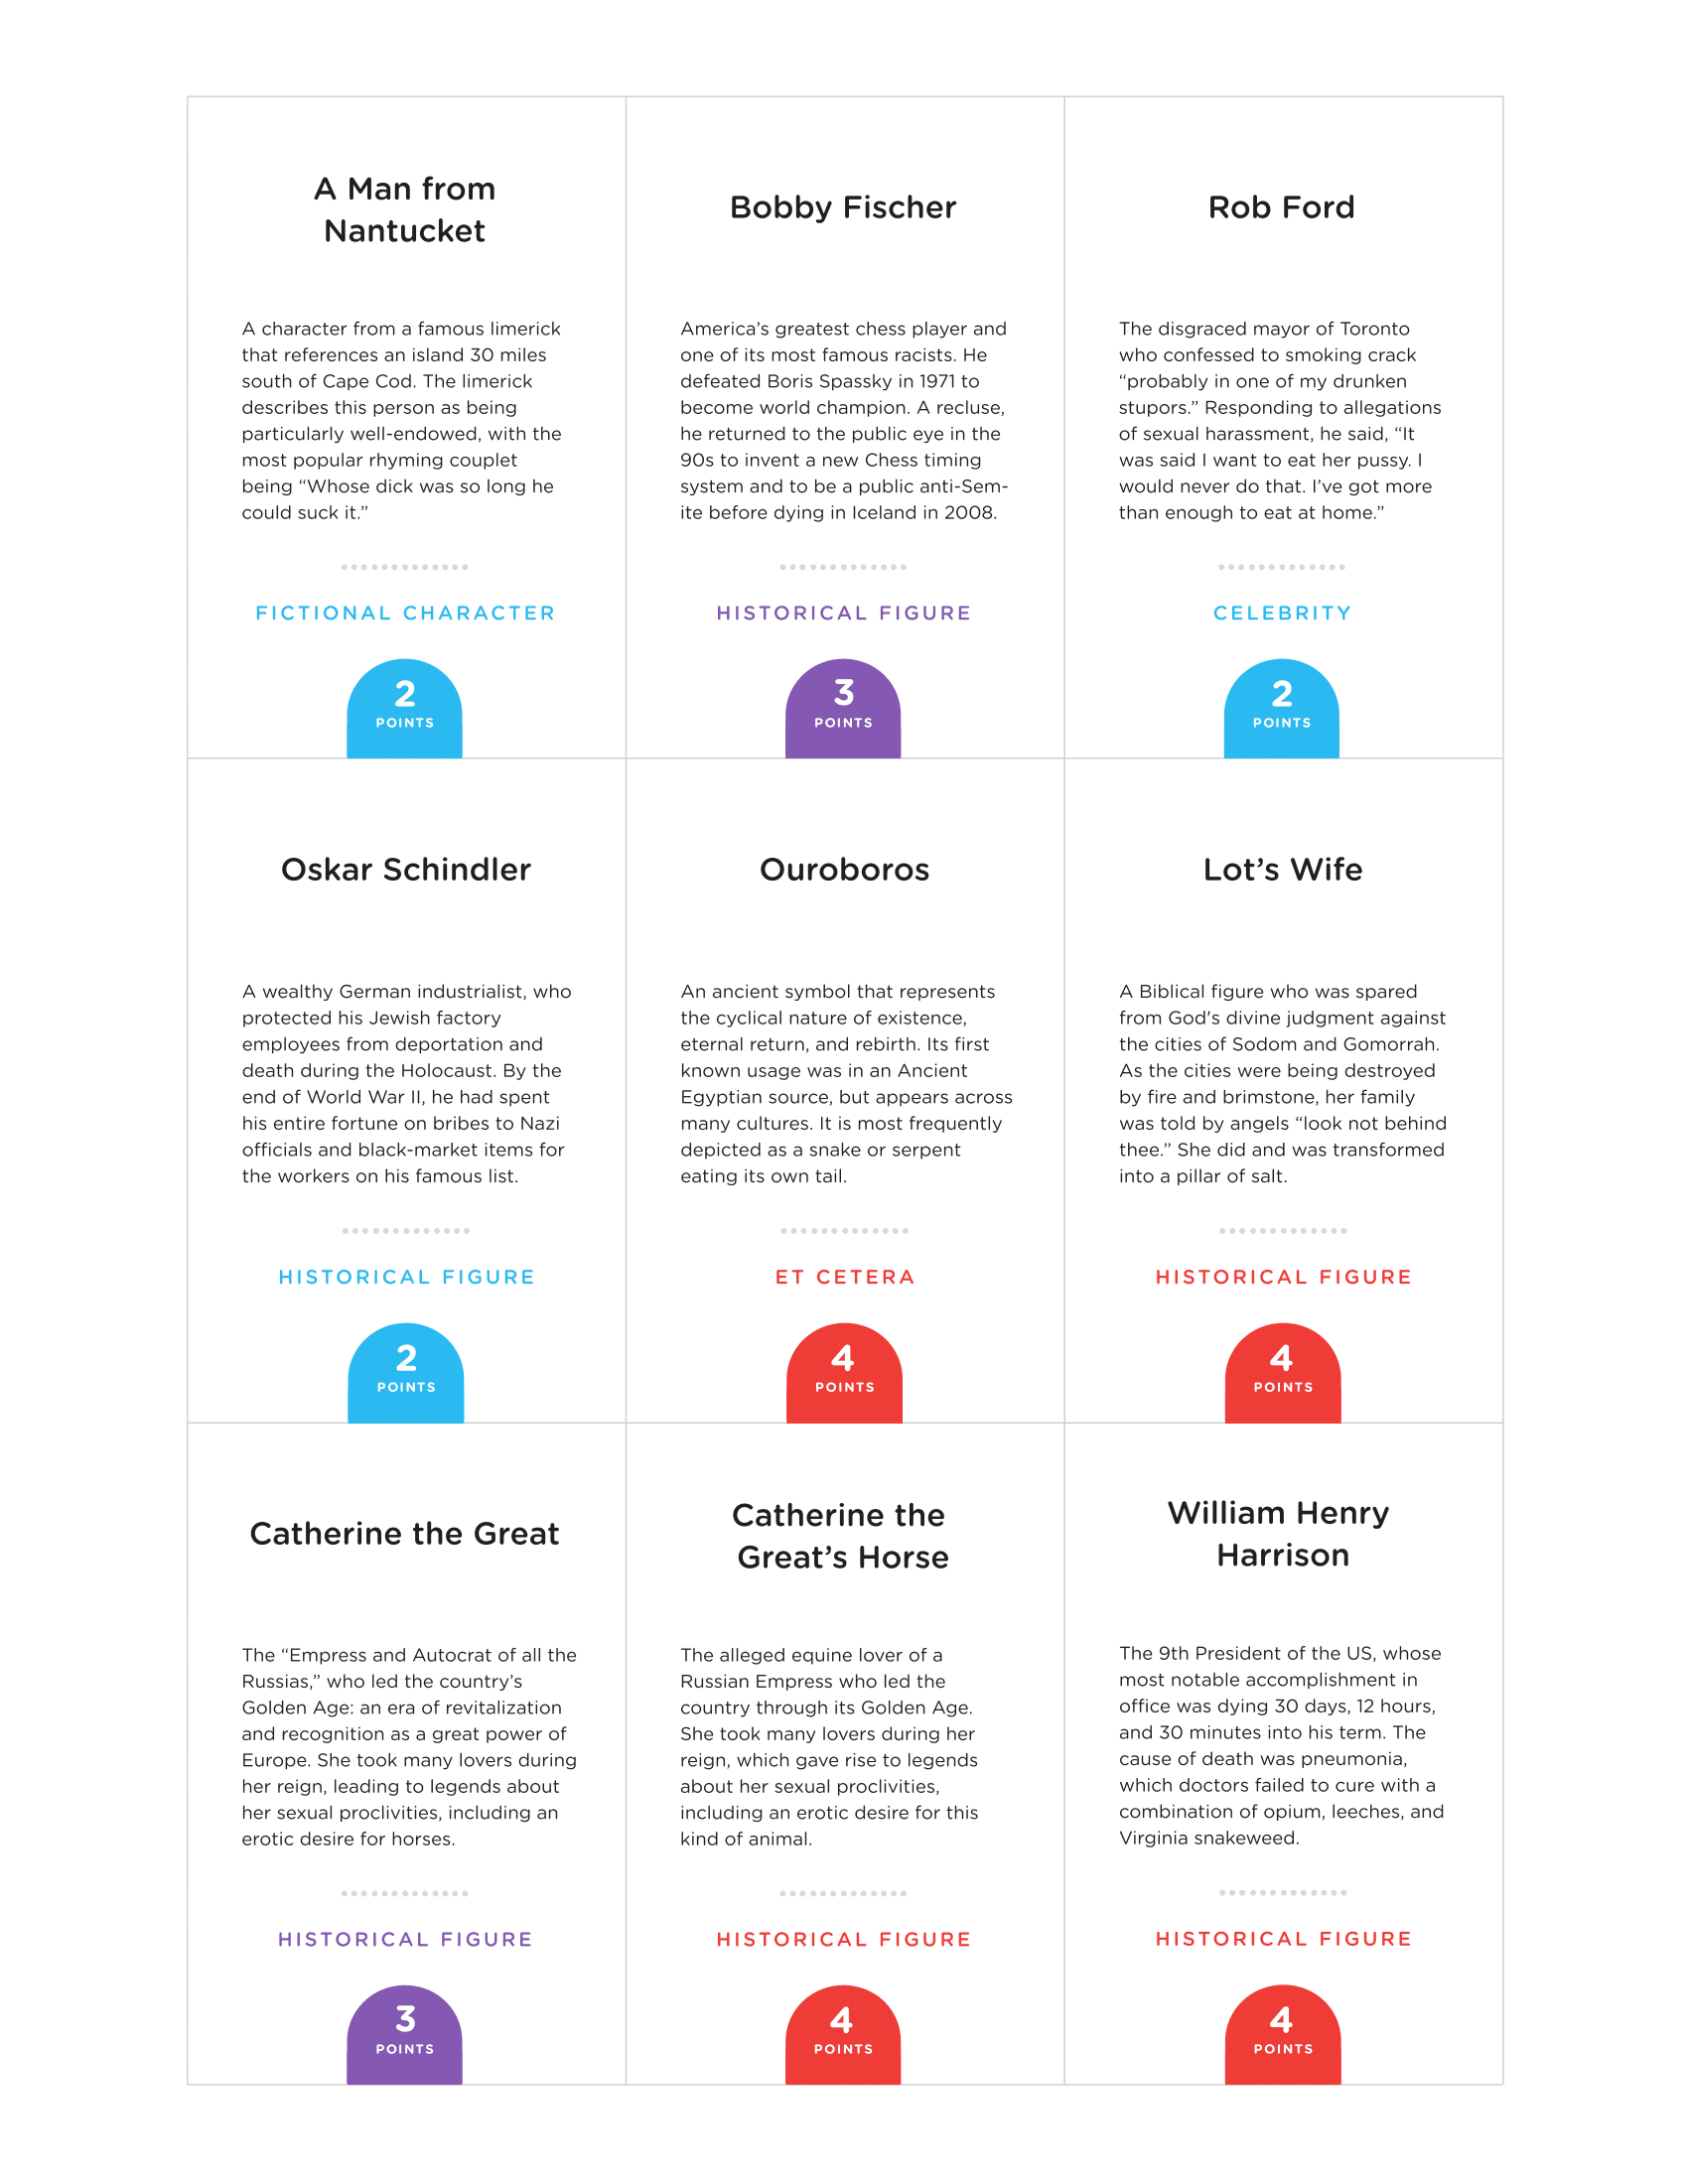 A Man from
Nantucket
A character from a famous limerick
that references an island 30 miles
south of Cape Cod. The limerick
describes this person as being
particularly well-endowed, with the
most popular rhyming couplet
being “Whose dick was so long he
could suck it.”
FICTIONAL CHARACTER
2
POINTS
Bobby Fischer
America’s greatest chess player and
one of its most famous racists. He
defeated Boris Spassky in 1971 to
become world champion. A recluse,
he returned to the public eye in the
90s to invent a new Chess timing
system and to be a public anti-Sem-
ite before dying in Iceland in 2008.
HISTORICAL FIGURE
3
POINTS
Rob Ford
The disgraced mayor of Toronto
who confessed to smoking crack
“probably in one of my drunken
stupors.” Responding to allegations
of sexual harassment, he said, “It
was said I want to eat her pussy. I
would never do that. I’ve got more
than enough to eat at home.”
CELEBRITY
2
POINTS
Oskar Schindler
A wealthy German industrialist, who
protected his Jewish factory
employees from deportation and
death during the Holocaust. By the
end of World War II, he had spent
his entire fortune on bribes to Nazi
officials and black-market items for
the workers on his famous list.
HISTORICAL FIGURE
2
POINTS
Ouroboros
An ancient symbol that represents
the cyclical nature of existence,
eternal return, and rebirth. Its first
known usage was in an Ancient
Egyptian source, but appears across
many cultures. It is most frequently
depicted as a snake or serpent
eating its own tail.
ET CETERA
4
POINTS
Lot’s Wife
A Biblical figure who was spared
from God's divine judgment against
the cities of Sodom and Gomorrah.
As the cities were being destroyed
by fire and brimstone, her family
was told by angels “look not behind
thee.” She did and was transformed
into a pillar of salt.
HISTORICAL FIGURE
4
POINTS
Catherine the Great
The “Empress and Autocrat of all the
Russias,” who led the country’s
Golden Age: an era of revitalization
and recognition as a great power of
Europe. She took many lovers during
her reign, leading to legends about
her sexual proclivities, including an
erotic desire for horses.
HISTORICAL FIGURE
3
POINTS
Catherine the
Great’s Horse
The alleged equine lover of a
Russian Empress who led the
country through its Golden Age.
She took many lovers during her
reign, which gave rise to legends
about her sexual proclivities,
including an erotic desire for this
kind of animal.
HISTORICAL FIGURE
4
POINTS
William Henry
Harrison
The 9th President of the US, whose
most notable accomplishment in
office was dying 30 days, 12 hours,
and 30 minutes into his term. The
cause of death was pneumonia,
which doctors failed to cure with a
combination of opium, leeches, and
Virginia snakeweed.
HISTORICAL FIGURE
4
POINTS